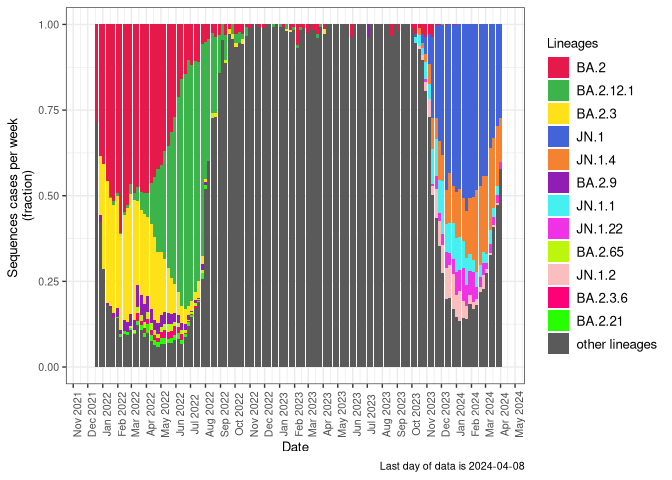 1.00
0.75
0.50
0.25
0.00
Sequences cases per week
(fraction)
Nov 2021
Dec 2021
Jan 2022
Feb 2022
Mar 2022
Apr 2022
May 2022
Jun 2022
Jul 2022
Aug 2022
Sep 2022
Oct 2022
Nov 2022
Dec 2022
Jan 2023
Feb 2023
Mar 2023
Apr 2023
May 2023
Jun 2023
Jul 2023
Aug 2023
Sep 2023
Oct 2023
Nov 2023
Dec 2023
Jan 2024
Feb 2024
Mar 2024
Apr 2024
May 2024
Date
Lineages
BA.2
BA.2.12.1
BA.2.3
JN.1
JN.1.4
BA.2.9
JN.1.1
JN.1.22
BA.2.65
JN.1.2
BA.2.3.6
BA.2.21
other lineages
Last day of data is 2024-04-08